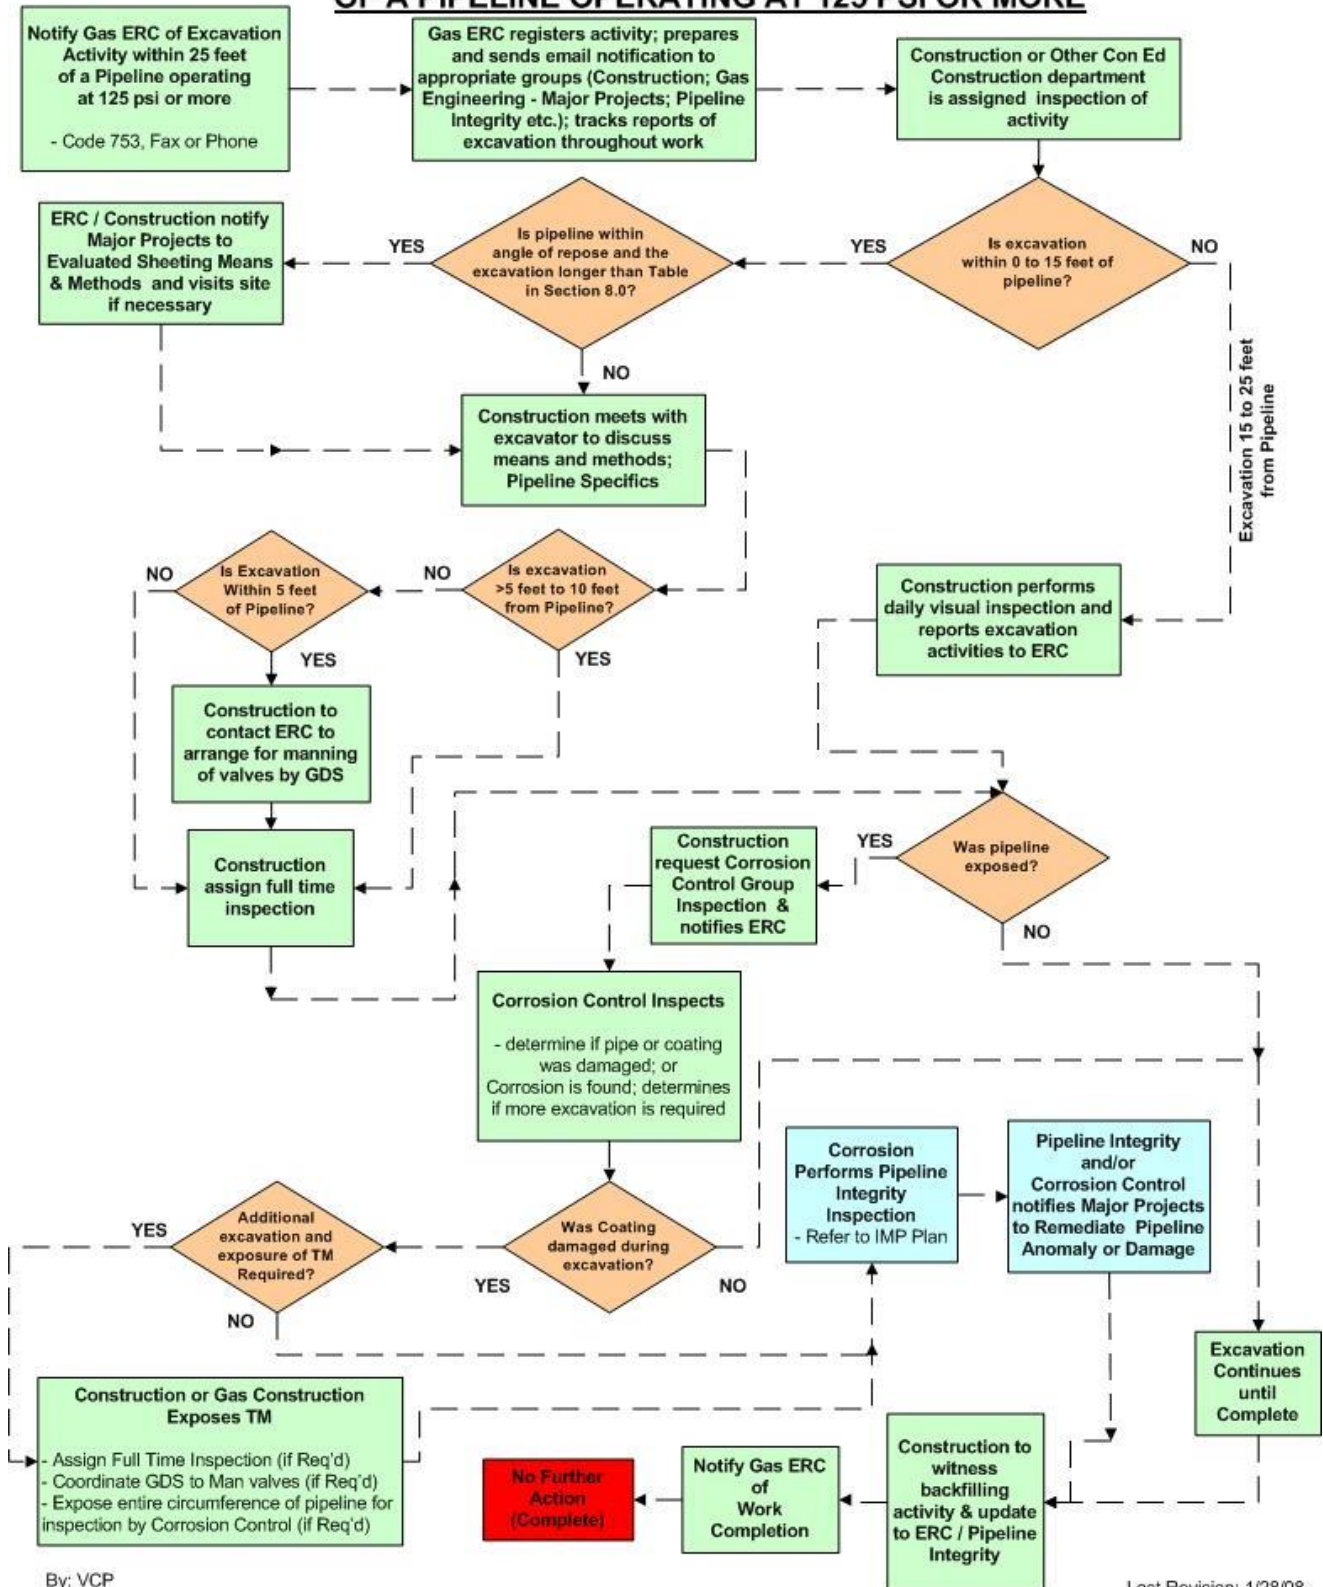 OF A PIPELINE OPERATING AT 125 PSI OR MORE
Notify Gas ERC of Excavation
Activity within 25 feet
of a Pipeline operating
at 125 psi or more
- Code 753, Fax or Phone
Gas ERC registers activity; prepares
and sends email notification to
appropriate groups (Construction; Gas
Engineering - Major Projects; Pipeline
Integrity etc.); tracks reports of
excavation throughout work
Construction or Other Con Ed
Construction department
is assigned inspection of
activity
Is excavation
within 0 to 15 feet of
pipeline?
YES
NO
Is pipeline within
angle of repose and the
excavation longer than Table
in Section 8.0?
YES
NO
ERC / Construction notify
Major Projects to
Evaluated Sheeting Means
& Methods and visits site
if necessary
Excavation 15 to 25 feet
from Pipeline
Construction meets with
excavator to discuss
means and methods;
Pipeline Specifics
Is excavation
>5 feet to 10 feet
from Pipeline?
NO
YES
Is Excavation
Within 5 feet
of Pipeline?
NO
YES
Construction performs
daily visual inspection and
reports excavation
activities to ERC
Construction to
contact ERC to
arrange for manning
of valves by GDS
Construction
assign full time
inspection
Was pipeline
exposed?
YES
NO
Construction
request Corrosion
Control Group
Inspection &
notifies ERC
Corrosion Control Inspects
- determine if pipe or coating
was damaged; or
Corrosion is found; determines
if more excavation is required
Was Coating
damaged during
excavation?
YES
NO
Additional
excavation and
exposure of TM
Required?
YES
NO
Corrosion
Performs Pipeline
Integrity
Inspection
- Refer to IMP Plan
Pipeline Integrity
and/or
Corrosion Control
notifies Major Projects
to Remediate Pipeline
Anomaly or Damage
Excavation
Continues
until
Complete
Construction or Gas Construction
Exposes TM
- Assign Full Time Inspection (if Req'd)
- Coordinate GDS to Man valves (if Req'd)
- Expose entire circumference of pipeline for
inspection by Corrosion Control (if Req'd)
Construction to
witness
backfilling
activity & update
to ERC / Pipeline
Integrity
Notify Gas ERC
of
Work
Completion
No Further
Action
(Complete)
By: VCP
Last Revision: 1/28/08